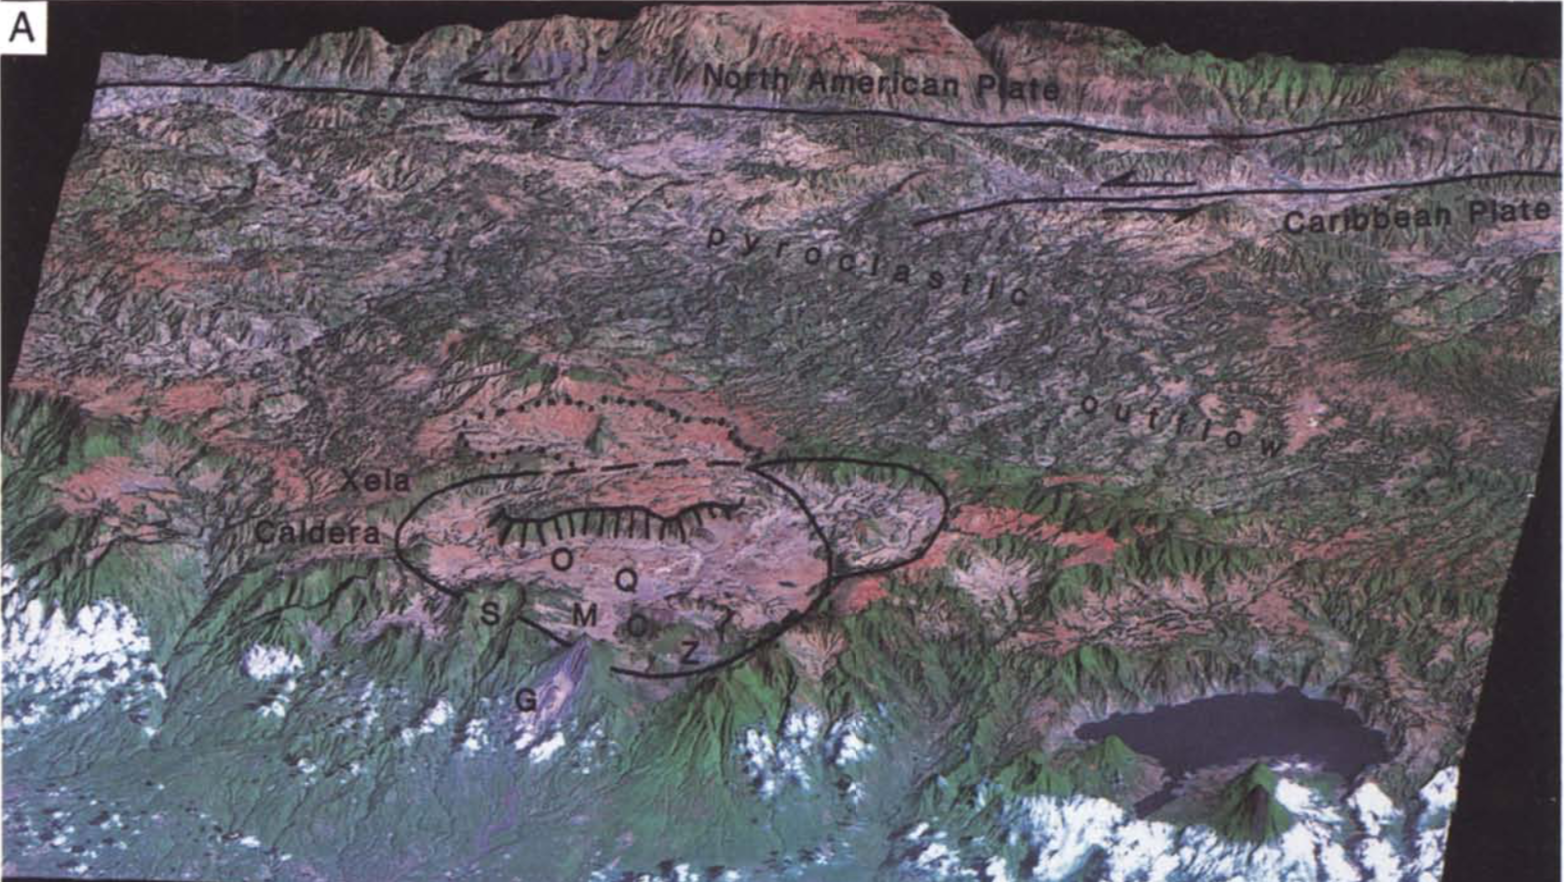 A
North American Plate
Caribbean Plate
pyroclastic
outflow
Xela
Caldera
O
Q
S
M
C
Z
G